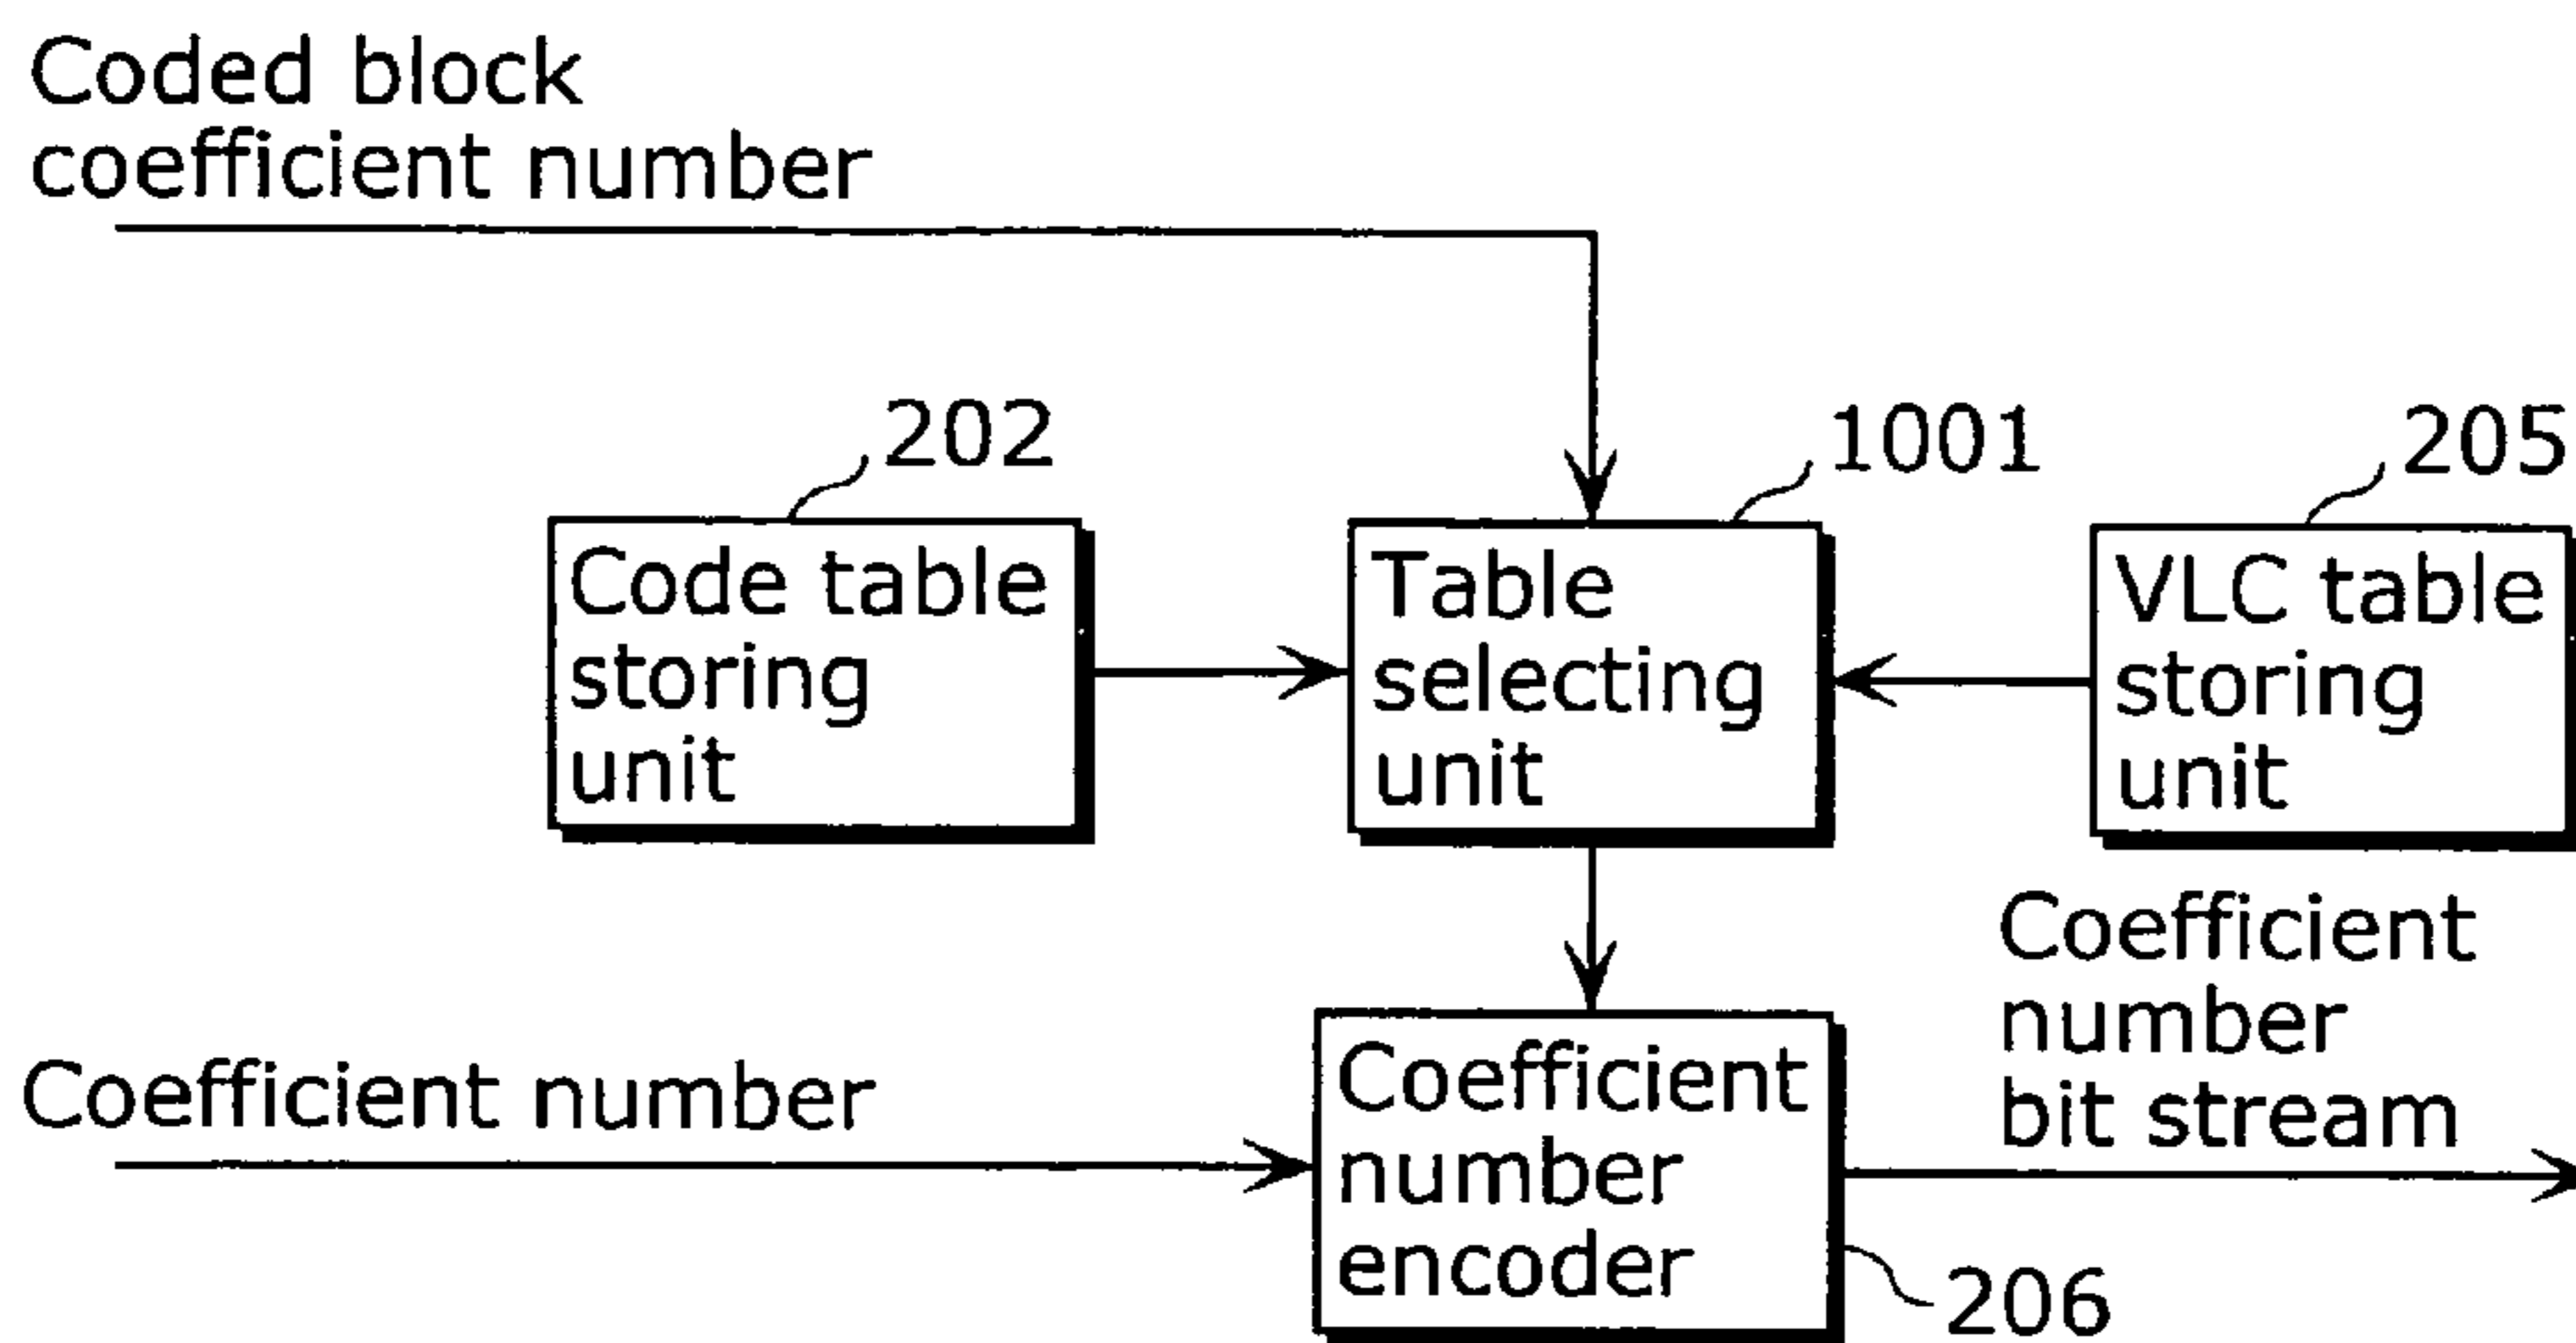 Coded block
coefficient number
202
1001
205
Code table
storing
unit
Table
selecting
unit
VLC table
storing
unit
Coefficient number
Coefficient
number
encoder
Coefficient
number
bit stream
206